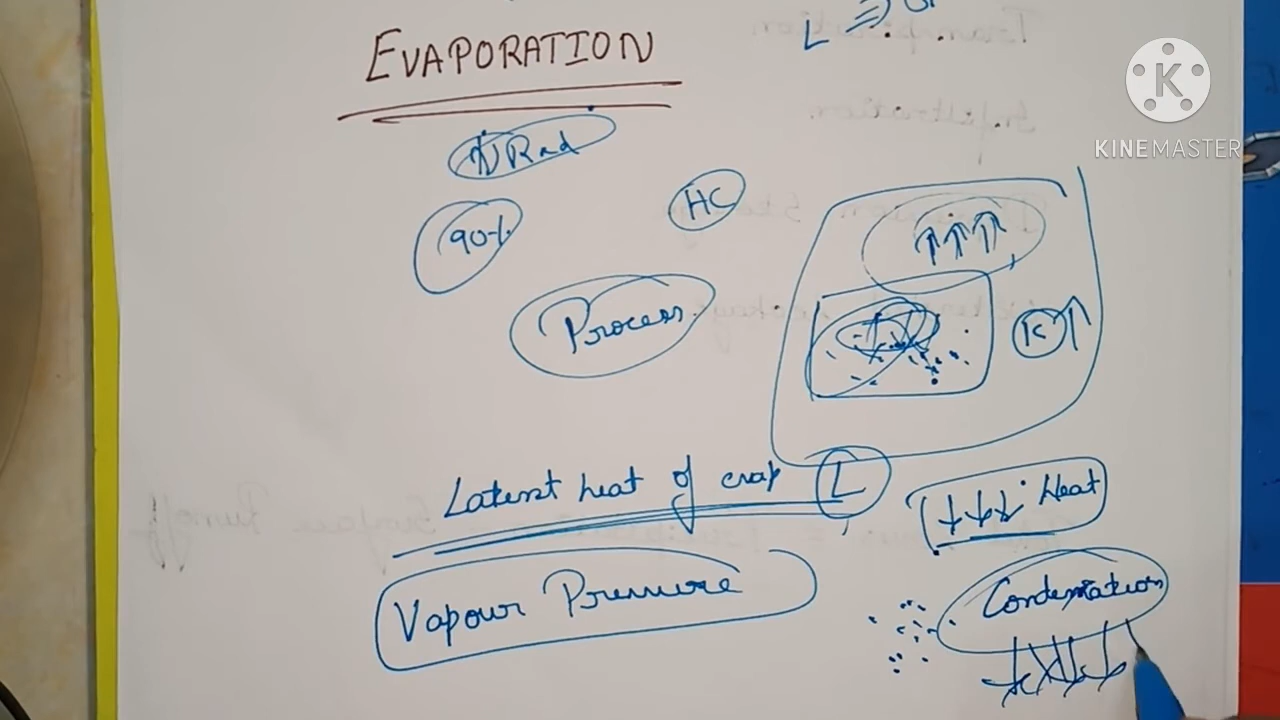 EVAPORATION
L ⇒
K
KINEMASTER
Rad
HC
90%
↑↑↑
Process
K↑
Latent heat of evap L
↓↓↓ Heat
Vapour Pressure
Condensation